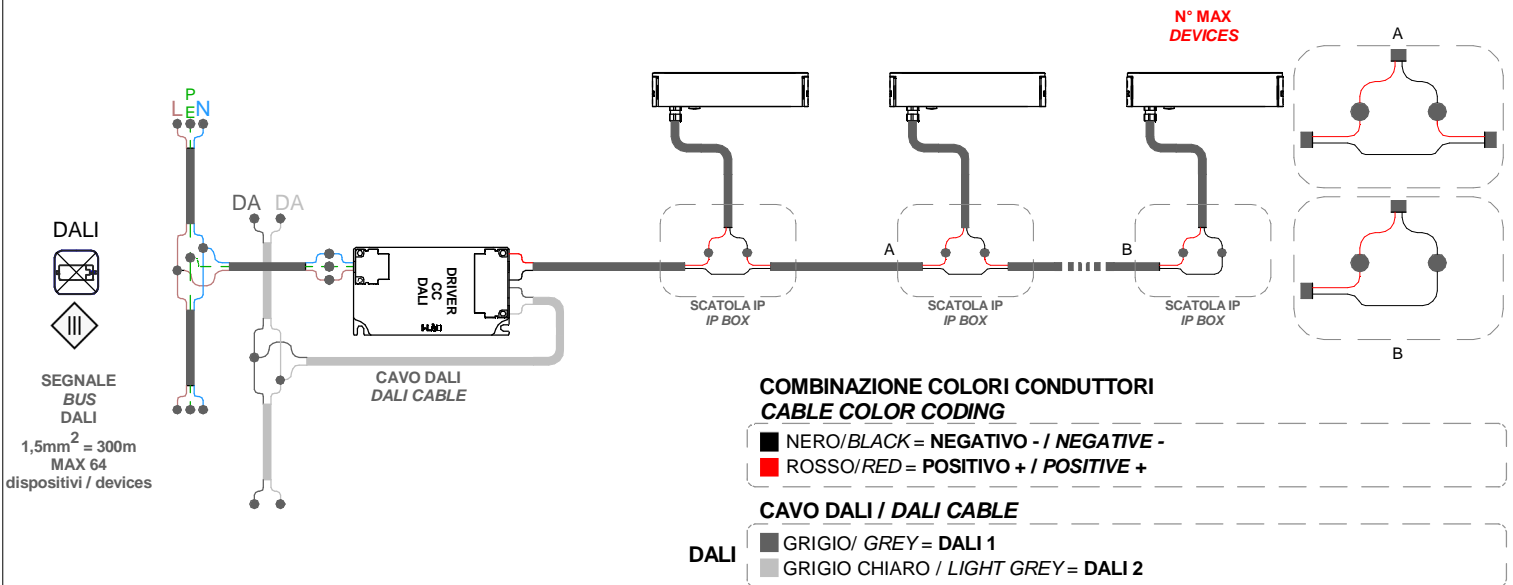 N° MAX
DEVICES
A
L
PE
N
DA
DA
DALI
III
DRIVER
CC
DALI
A
B
SCATOLA IP
IP BOX
SCATOLA IP
IP BOX
SCATOLA IP
IP BOX
B
SEGNALE
BUS
DALI
1,5mm² = 300m
MAX 64
dispositivi / devices
CAVO DALI
DALI CABLE
COMBINAZIONE COLORI CONDUTTORI
CABLE COLOR CODING
NERO/BLACK = NEGATIVO - / NEGATIVE -
ROSSO/RED = POSITIVO + / POSITIVE +
CAVO DALI / DALI CABLE
DALI
GRIGIO/ GREY = DALI 1
GRIGIO CHIARO / LIGHT GREY = DALI 2